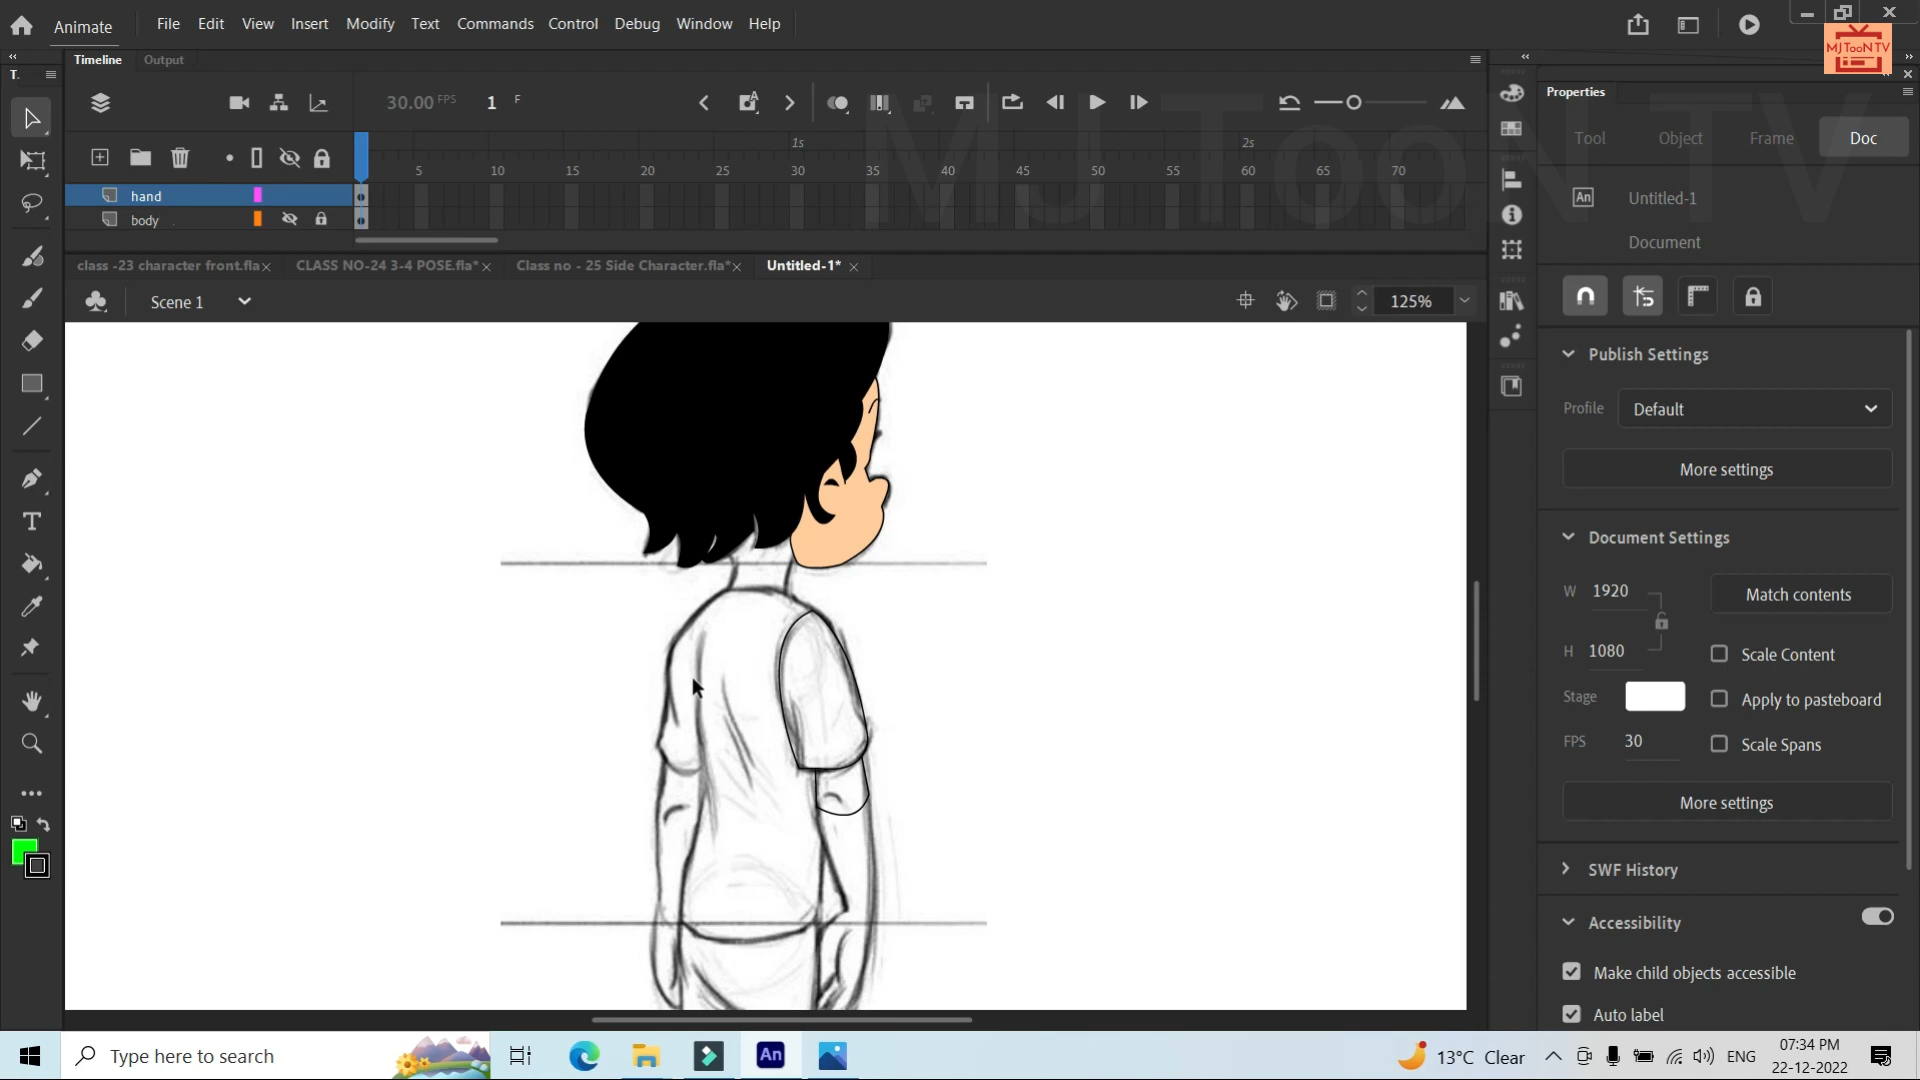 Animate File Edit View Insert Modify Text Commands Control Debug Window Help
MJTooNTV
Timeline Output
T.
Properties
30.00 FPS 1 F
Tool Object Frame Doc
1s 2s
5 10 15 20 25 30 35 40 45 50 55 60 65 70
hand
body
MJ TooN TV
An Untitled-1
Document
class -23 character front.fla CLASS NO-24 3-4 POSE.fla* Class no - 25 Side Character.fla* Untitled-1*
Scene 1 125%
Publish Settings
Profile Default
More settings
Document Settings
W 1920 Match contents
H 1080 Scale Content
Stage Apply to pasteboard
FPS 30 Scale Spans
More settings
SWF History
Accessibility
Make child objects accessible
Auto label
Type here to search An 13°C Clear ENG 07:34 PM
22-12-2022